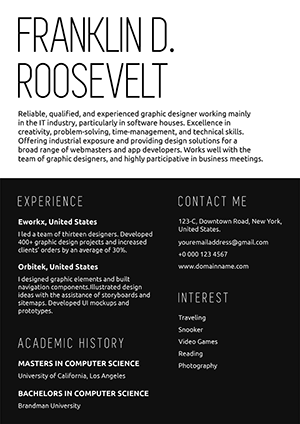 FRANKLIN D.
ROOSEVELT
Reliable, qualified, and experienced graphic designer working mainly
in the IT industry, particularly in software houses. Excellence in
creativity, problem-solving, time-management, and technical skills.
Offering industrial exposure and providing design solutions for a
broad range of webmasters and app developers. Works well with the
team of graphic designers, and highly participative in business meetings.
EXPERIENCE
Eworkx, United States
I led a team of thirteen designers. Developed
400+ graphic design projects and increased
clients' orders by an average of 30%.
Orbitek, United States
I designed graphic elements and built
navigation components.Illustrated design
ideas with the assistance of storyboards and
sitemaps. Developed UI mockups and
prototypes.
ACADEMIC HISTORY
MASTERS IN COMPUTER SCIENCE
University of California, Los Angeles
BACHELORS IN COMPUTER SCIENCE
Brandman University
CONTACT ME
123-C, Downtown Road, New York,
United States.
youremailaddress@gmail.com
+0 000 123 4567
www.domainname.com
INTEREST
Traveling
Snooker
Video Games
Reading
Photography